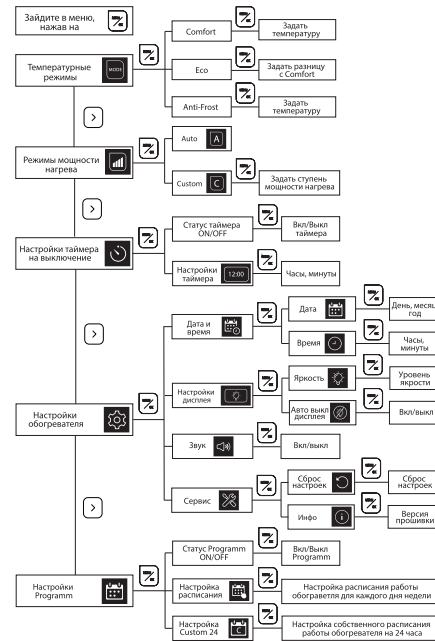 Зайдите в меню,
нажав на
Температурные
режимы
MODE
Comfort
Задать
температуру
Eco
Задать разницу
с Comfort
Anti-Frost
Задать
температуру
Режимы мощности
нагрева
Auto
A
Custom
C
Задать ступень
мощности нагрева
Настройки таймера
на выключение
Статус таймера
ON/OFF
Вкл/Выкл
таймера
Настройки
таймера
12:00
Часы, минуты
Настройки
обогревателя
Дата и
время
Дата
День, месяц
год
Время
Часы,
минуты
Настройки
дисплея
Яркость
Уровень
яркости
Авто выкл
дисплея
Вкл/выкл
Звук
Вкл/выкл
Сервис
Сброс
настроек
Сброс
настроек
Инфо
Версия
прошивки
Настройки
Programm
Статус Programm
ON/OFF
Вкл/Выкл
Programm
Настройка
расписания
Настройка расписания работы
обограветля для каждого дня недели
Настройка
Custom 24
C
Настройка собственного расписания
работы обогревателя на 24 часа